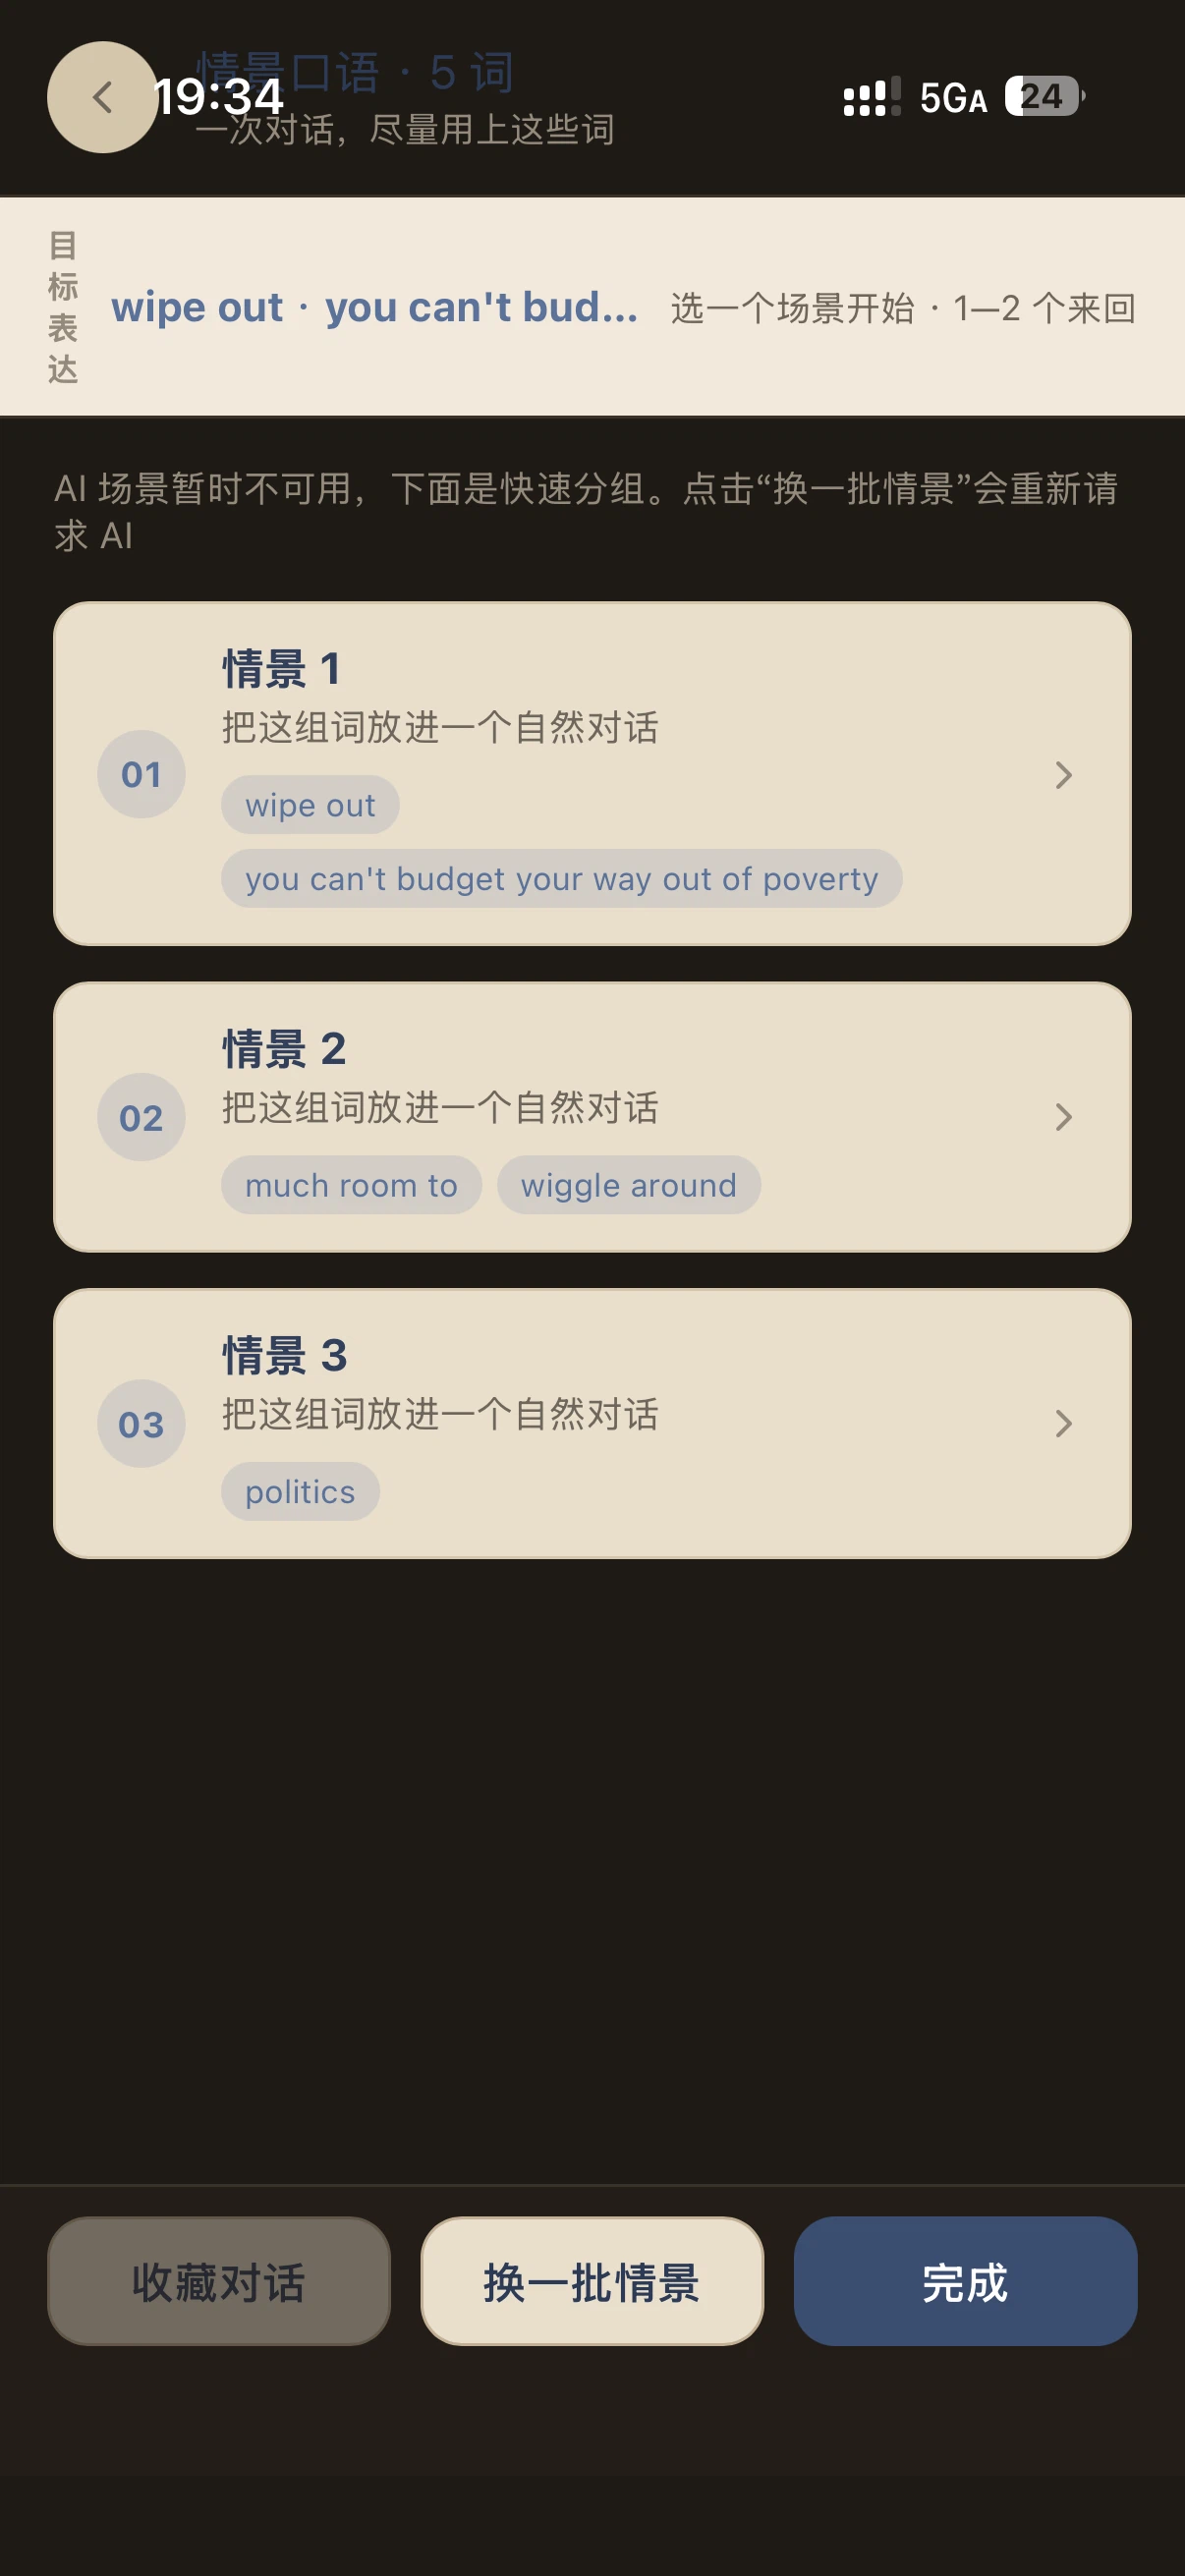 情景口语 · 5 词
19:34
5GA
24
一次对话，尽量用上这些词
目标表达
wipe out · you can't bud...
选一个场景开始 · 1—2 个来回
AI 场景暂时不可用，下面是快速分组。点击“换一批情景”会重新请
求 AI
01
情景 1
把这组词放进一个自然对话
wipe out
you can't budget your way out of poverty
02
情景 2
把这组词放进一个自然对话
much room to
wiggle around
03
情景 3
把这组词放进一个自然对话
politics
收藏对话
换一批情景
完成